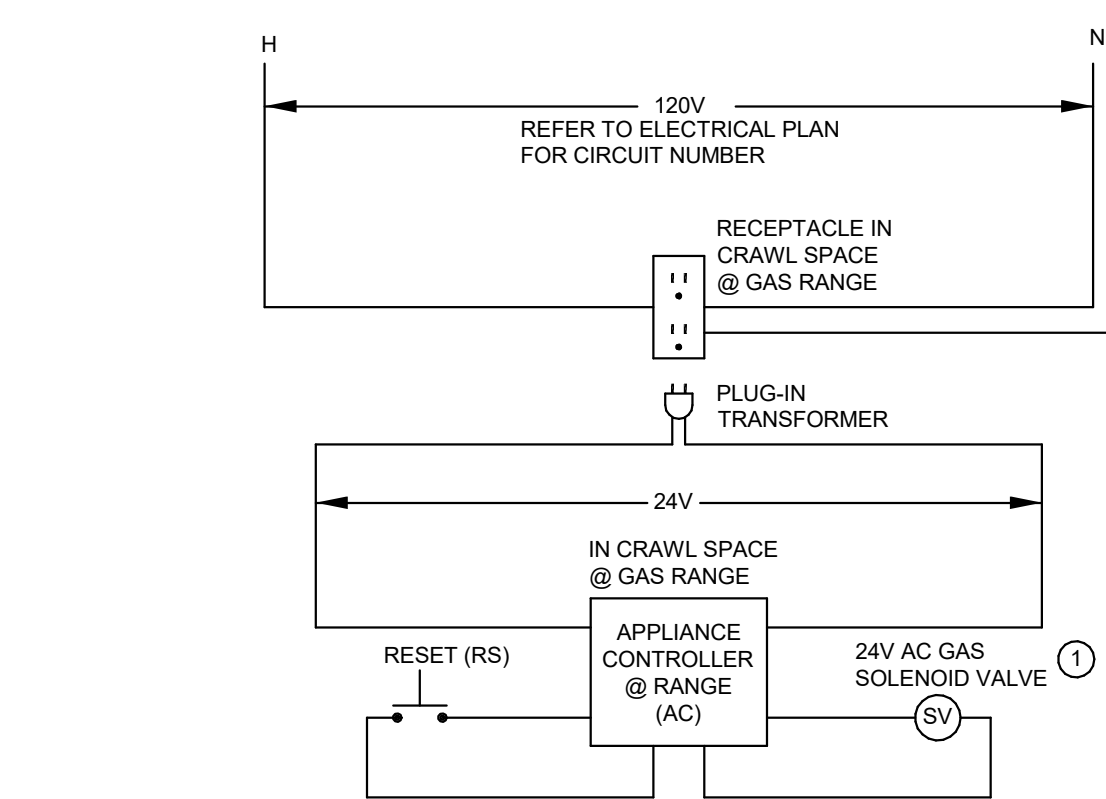 H
N
120V
REFER TO ELECTRICAL PLAN
FOR CIRCUIT NUMBER
RECEPTACLE IN
CRAWL SPACE
@ GAS RANGE
PLUG-IN
TRANSFORMER
24V
IN CRAWL SPACE
@ GAS RANGE
APPLIANCE
CONTROLLER
@ RANGE
(AC)
RESET (RS)
24V AC GAS
SOLENOID VALVE
1
SV